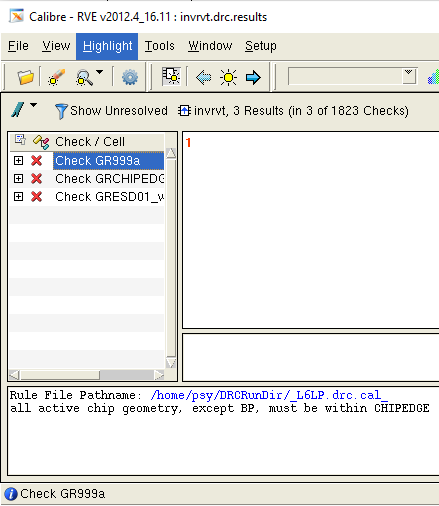 Calibre - RVE v2012.4_16.11 : invrvt.drc.results
File View Highlight Tools Window Setup
Show Unresolved invrvt, 3 Results (in 3 of 1823 Checks)
Check / Cell
Check GR999a
Check GRCHIPEDG
Check GRESD01_w
1
Rule File Pathname: /home/psy/DRCRunDir/_L6LP.drc.cal_
all active chip geometry, except BP, must be within CHIPEDGE
Check GR999a